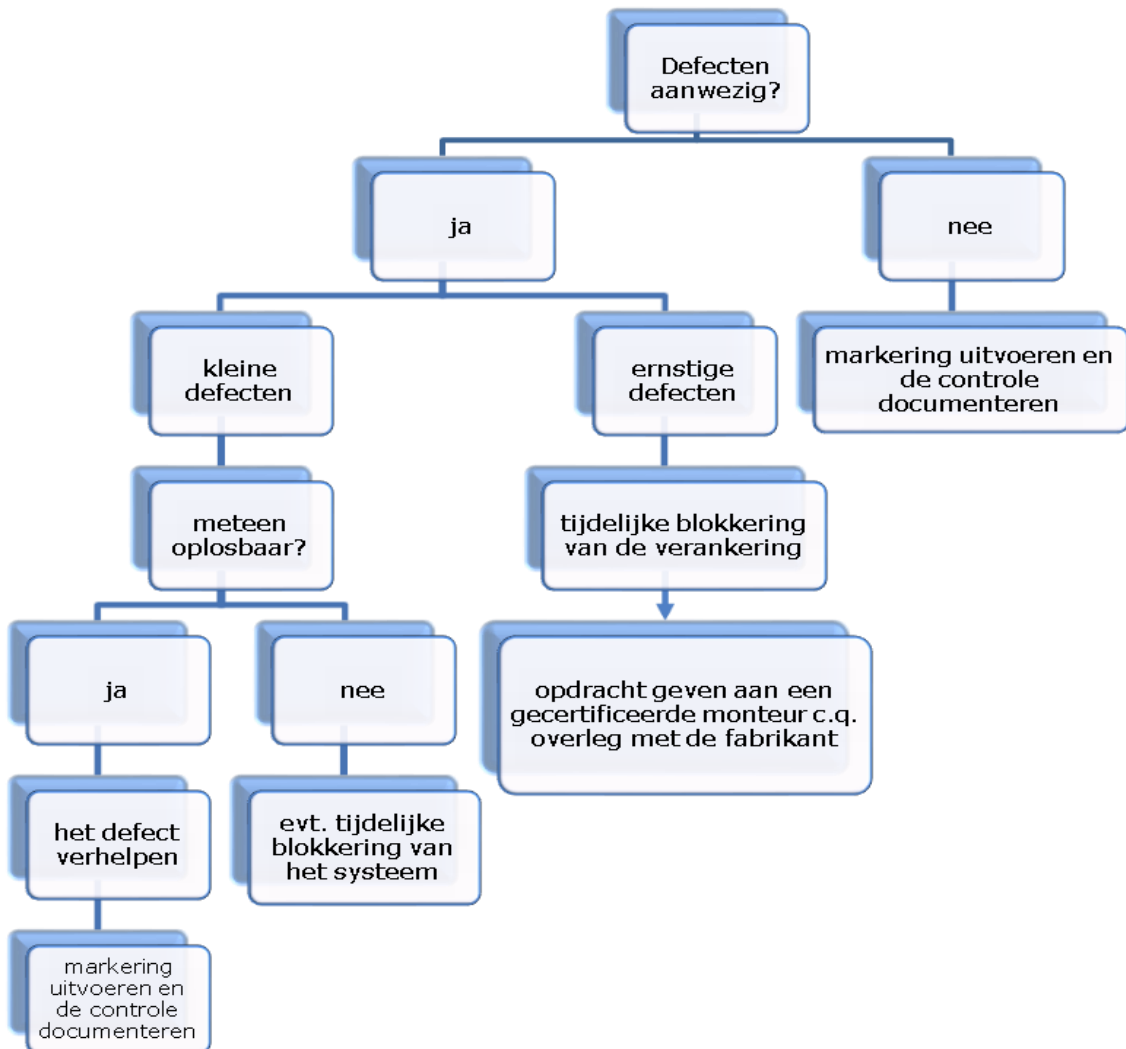 Defecten
aanwezig?
ja
nee
kleine
defecten
ernstige
defecten
markering uitvoeren en
de controle
documenteren
meteen
oplosbaar?
tijdelijke blokkering
van de verankering
ja
nee
opdracht geven aan een
gecertificeerde monteur c.q.
overleg met de fabrikant
het defect
verhelpen
evt. tijdelijke
blokkering van
het systeem
markering
uitvoeren en
de controle
documenteren